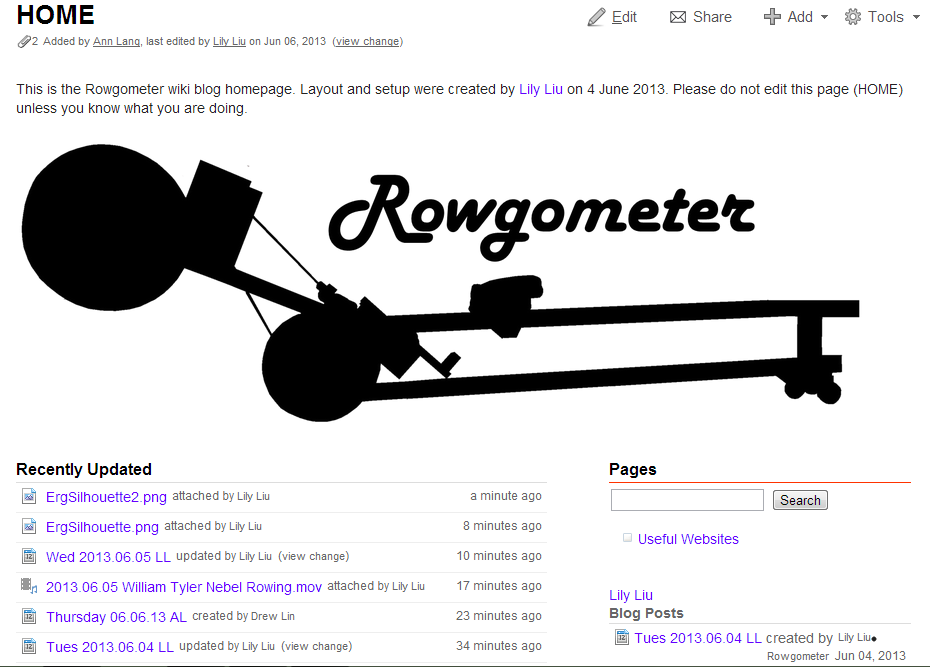 HOME
Edit Share Add Tools
2 Added by Ann Lang, last edited by Lily Liu on Jun 06, 2013 (view change)
This is the Rowgometer wiki blog homepage. Layout and setup were created by Lily Liu on 4 June 2013. Please do not edit this page (HOME)
unless you know what you are doing.
Rowgometer
Recently Updated
ErgSilhouette2.png attached by Lily Liu a minute ago
ErgSilhouette.png attached by Lily Liu 8 minutes ago
Wed 2013.06.05 LL updated by Lily Liu (view change) 10 minutes ago
2013.06.05 William Tyler Nebel Rowing.mov attached by Lily Liu 17 minutes ago
Thursday 06.06.13 AL created by Drew Lin 23 minutes ago
Tues 2013.06.04 LL updated by Lily Liu (view change) 34 minutes ago
Pages
Search
Useful Websites
Lily Liu
Blog Posts
Tues 2013.06.04 LL created by Lily Liu●
Rowgometer Jun 04, 2013